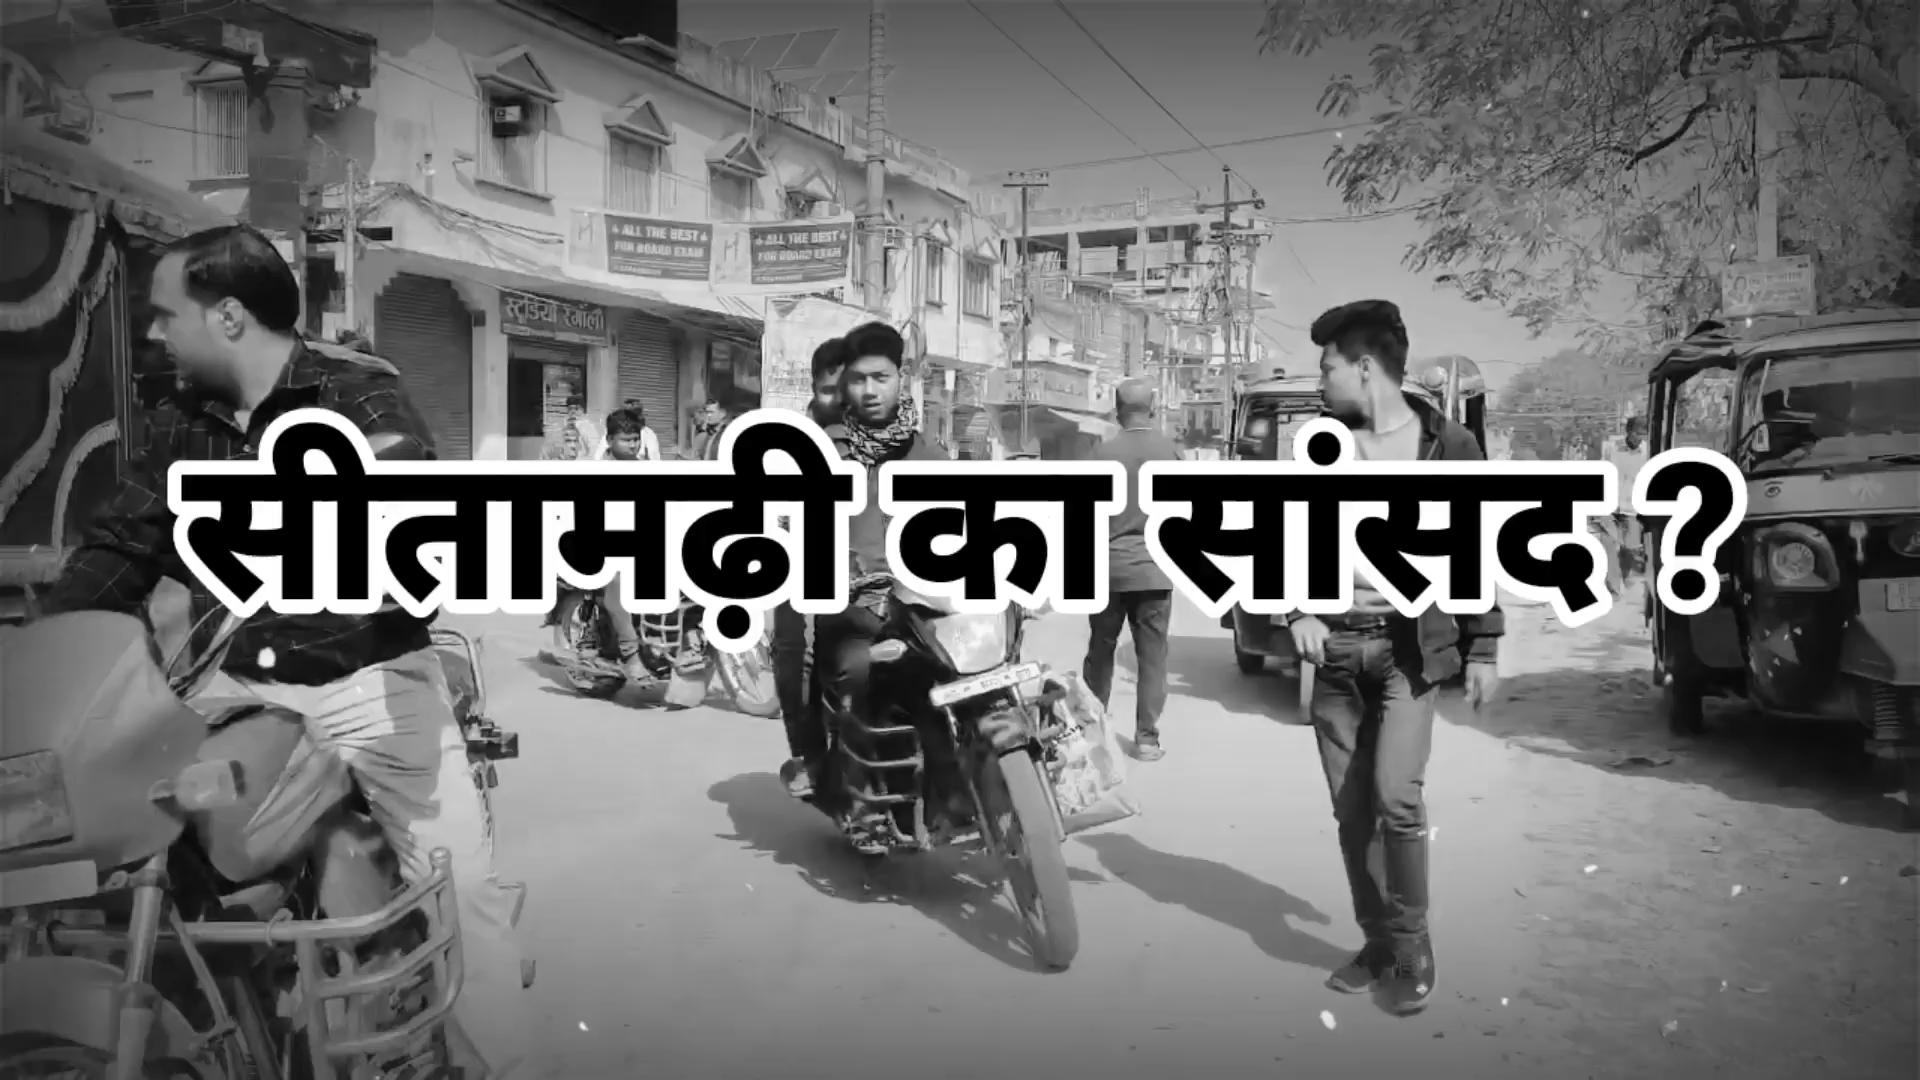 ALL THE BEST
FOR BOARD EXAM
ALL THE BEST
FOR BOARD EXAM
स्टूडियो रंगोली
सीतामढ़ी का सांसद ?